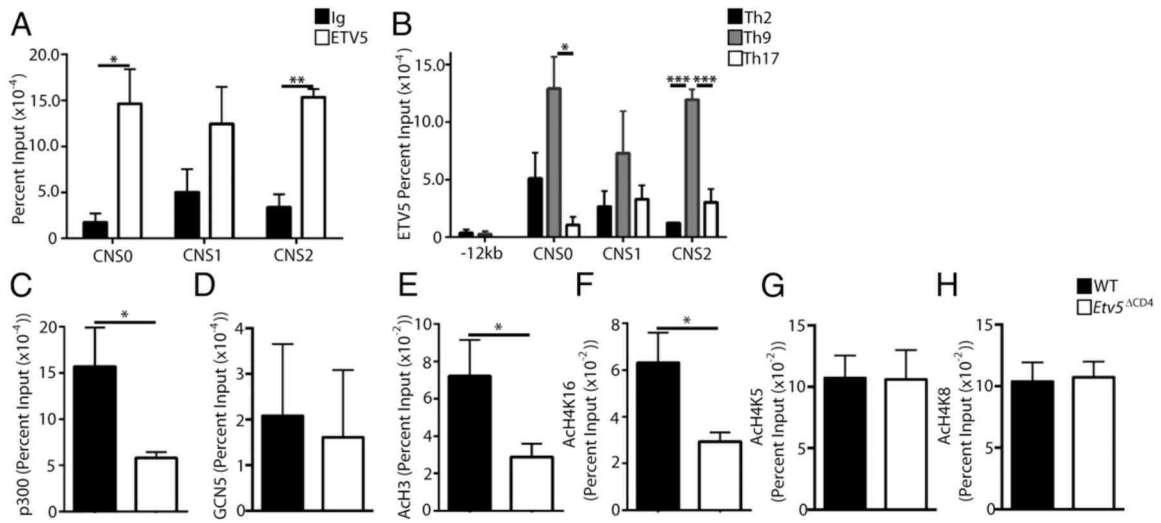 A
Ig
ETV5
Percent Input (x10⁻⁴)
20.0
15.0
10.0
5.0
0
*
**
CNS0 CNS1 CNS2
B
Th2
Th9
Th17
ETV5 Percent Input (x10⁻⁴)
15.0
10.0
5.0
0
*
*** ***
-12kb CNS0 CNS1 CNS2
C
p300 (Percent Input (x10⁻⁴))
20
15
10
5
0
*
D
GCN5 (Percent Input (x10⁻⁴))
4
3
2
1
0
E
AcH3 (Percent Input (x10⁻²))
10
8
6
4
2
0
*
F
AcH4K16
(Percent Input (x10⁻²))
8
6
4
2
0
*
G
AcH4K5
(Percent Input (x10⁻²))
15
10
5
0
H
WT
Etv5 ΔCD4
AcH4K8
(Percent Input (x10⁻²))
15
10
5
0